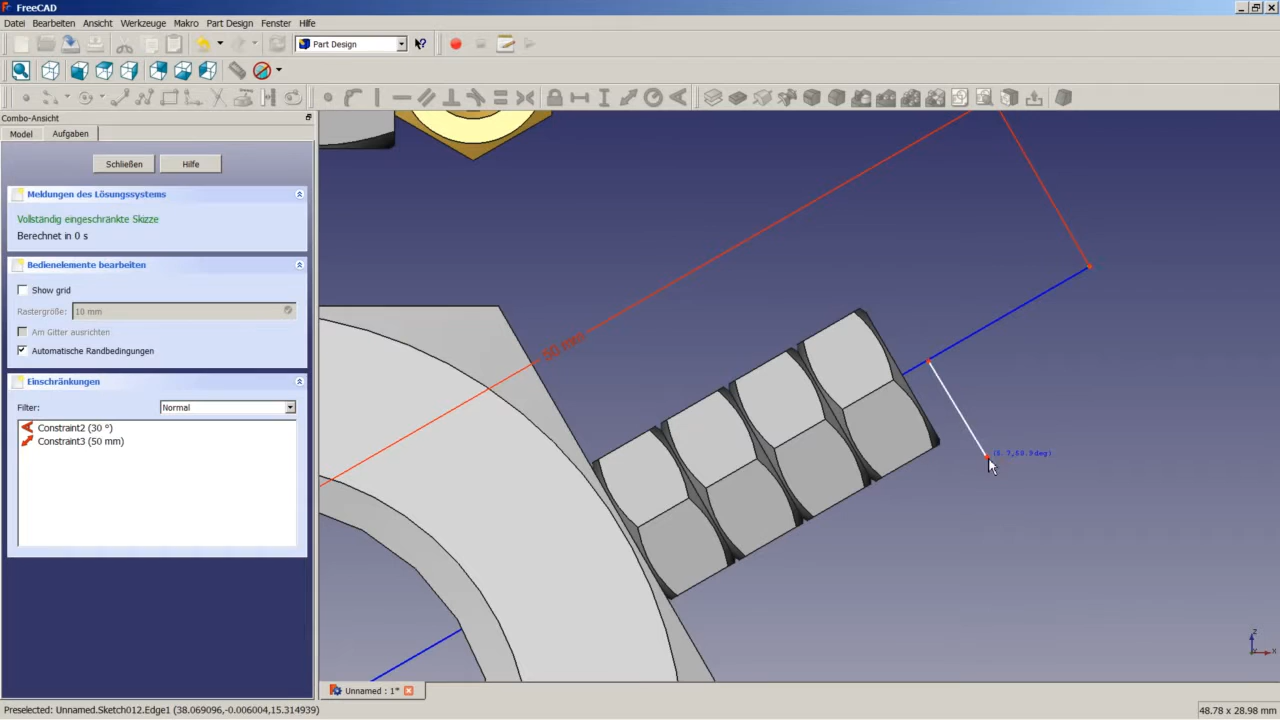 FreeCAD
Datei Bearbeiten Ansicht Werkzeuge Makro Part Design Fenster Hilfe
Part Design
Combo-Ansicht
Model Aufgaben
Schließen Hilfe
Meldungen des Lösungssystems
Vollständig eingeschränkte Skizze
Berechnet in 0 s
Bedienelemente bearbeiten
Show grid
Rastergröße: 10 mm
Am Gitter ausrichten
Automatische Randbedingungen
Einschränkungen
Filter: Normal
Constraint2 (30 °)
Constraint3 (50 mm)
mm
Z
X
Unnamed : 1*
Preselected: Unnamed.Sketch012.Edge1 (38.069096,-0.006004,15.314939)
48.78 x 28.98 mm